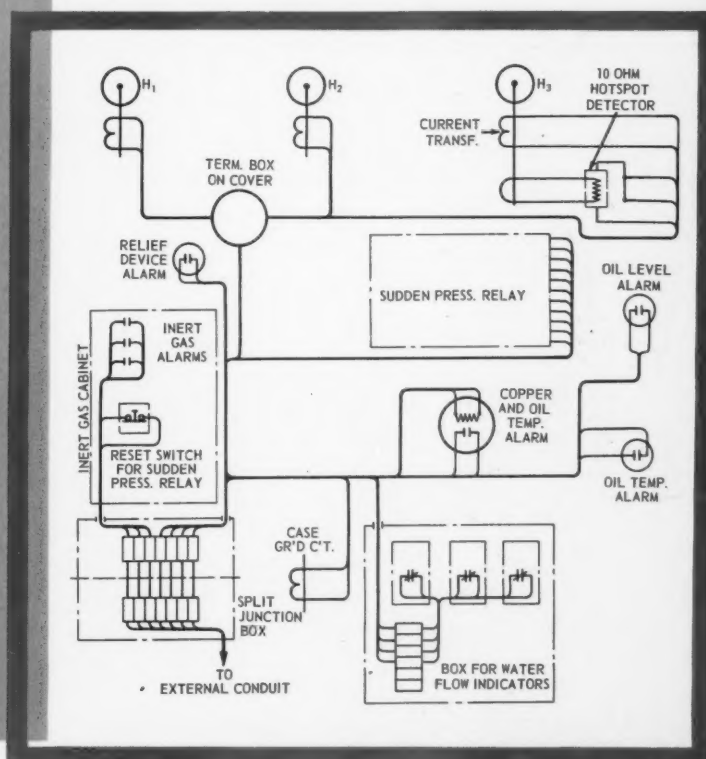 H1
H2
H3
10 OHM
HOTSPOT
DETECTOR
CURRENT
TRANSF.
TERM. BOX
ON COVER
RELIEF
DEVICE
ALARM
SUDDEN PRESS. RELAY
OIL LEVEL
ALARM
INERT
GAS
ALARMS
INERT GAS CABINET
RESET SWITCH
FOR SUDDEN
PRESS. RELAY
COPPER
AND OIL
TEMP.
ALARM
OIL TEMP.
ALARM
CASE
GR'D C'T.
SPLIT
JUNCTION
BOX
TO
EXTERNAL CONDUIT
BOX FOR WATER
FLOW INDICATORS